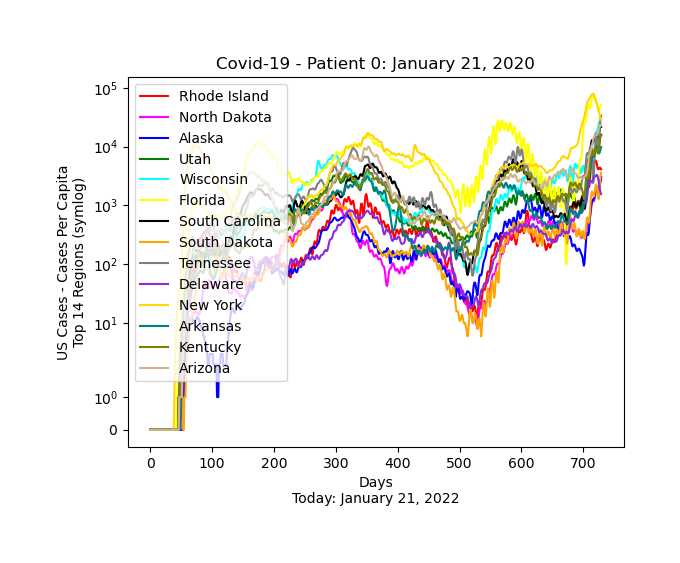 Covid-19 - Patient 0: January 21, 2020
US Cases - Cases Per Capita
Top 14 Regions (symlog)
10^5
10^4
10^3
10^2
10^1
10^0
0
Rhode Island
North Dakota
Alaska
Utah
Wisconsin
Florida
South Carolina
South Dakota
Tennessee
Delaware
New York
Arkansas
Kentucky
Arizona
0 100 200 300 400 500 600 700
Days
Today: January 21, 2022